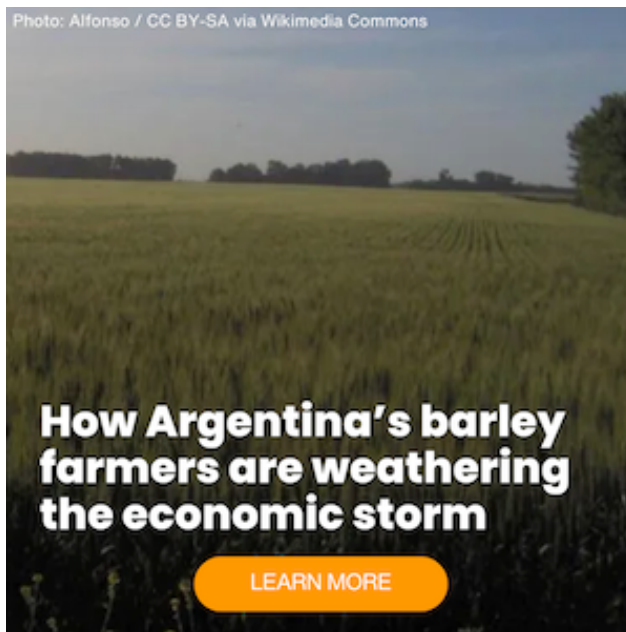 Photo: Alfonso / CC BY-SA via Wikimedia Commons
How Argentina’s barley
farmers are weathering
the economic storm
LEARN MORE